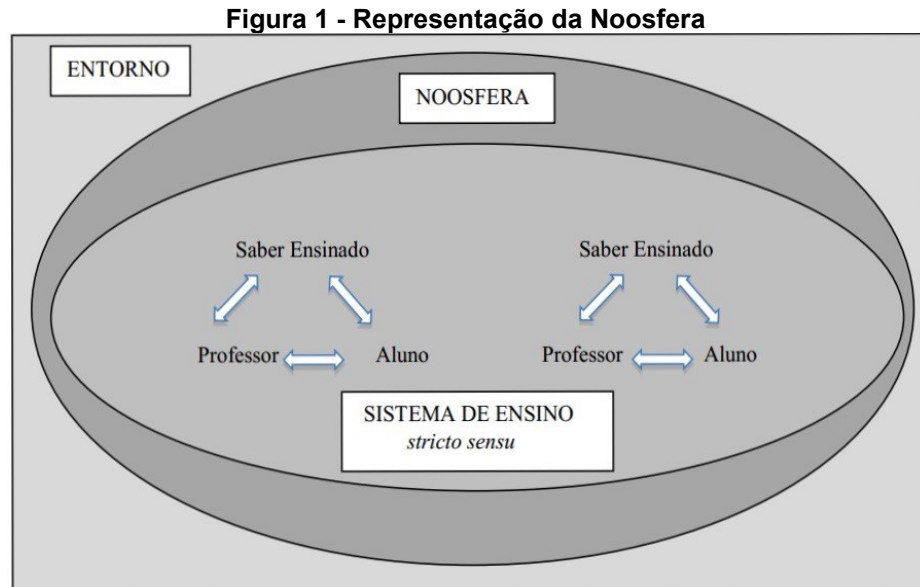 Figura 1 - Representação da Noosfera
ENTORNO
NOOSFERA
Saber Ensinado
Saber Ensinado
Professor
Aluno
Professor
Aluno
SISTEMA DE ENSINO
stricto sensu